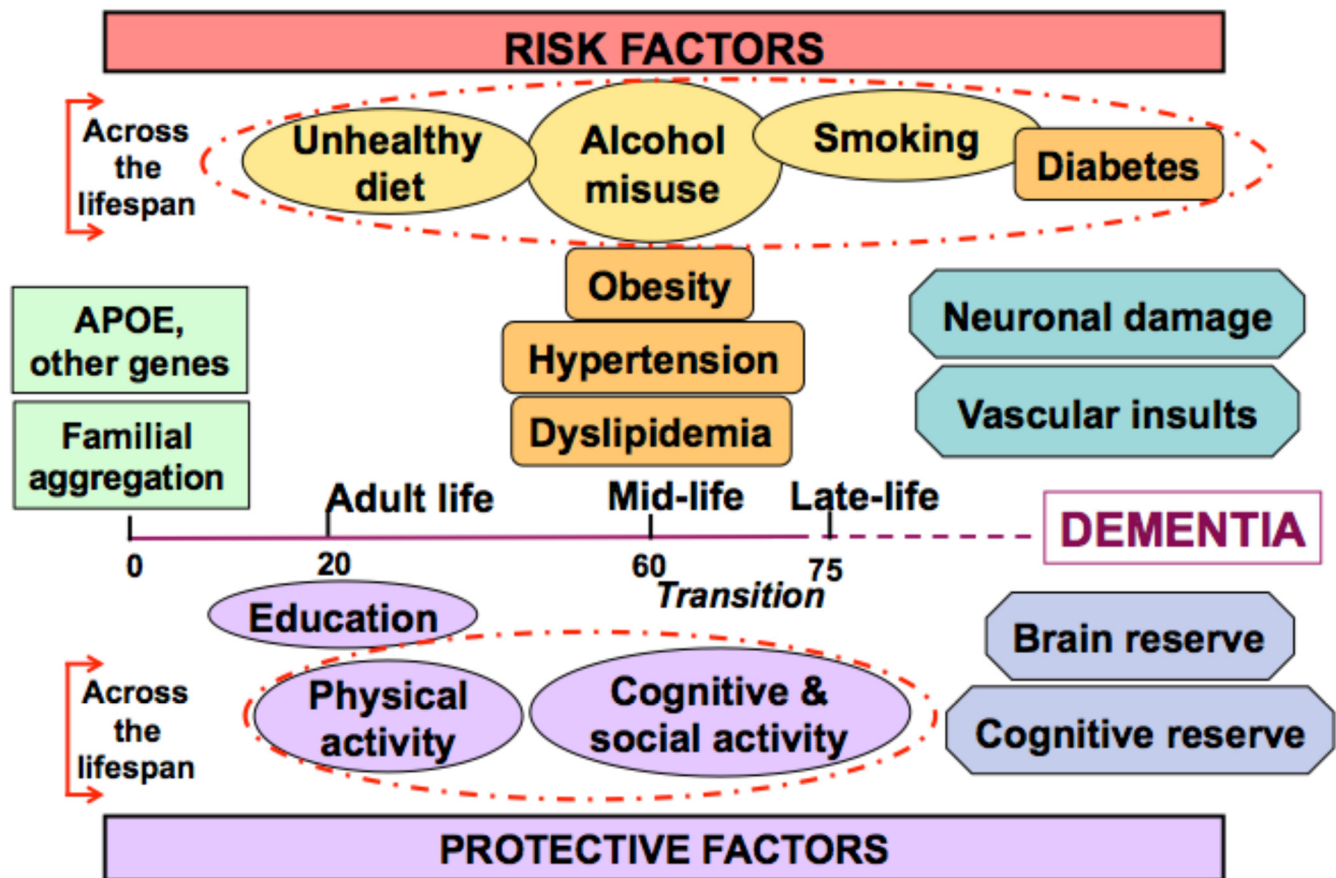 RISK FACTORS
Across
the
lifespan
Unhealthy
diet
Alcohol
misuse
Smoking
Diabetes
Obesity
Hypertension
Dyslipidemia
APOE,
other genes
Familial
aggregation
Neuronal damage
Vascular insults
Adult life
Mid-life
Late-life
0
20
60
75
Transition
DEMENTIA
Education
Across
the
lifespan
Physical
activity
Cognitive &
social activity
Brain reserve
Cognitive reserve
PROTECTIVE FACTORS